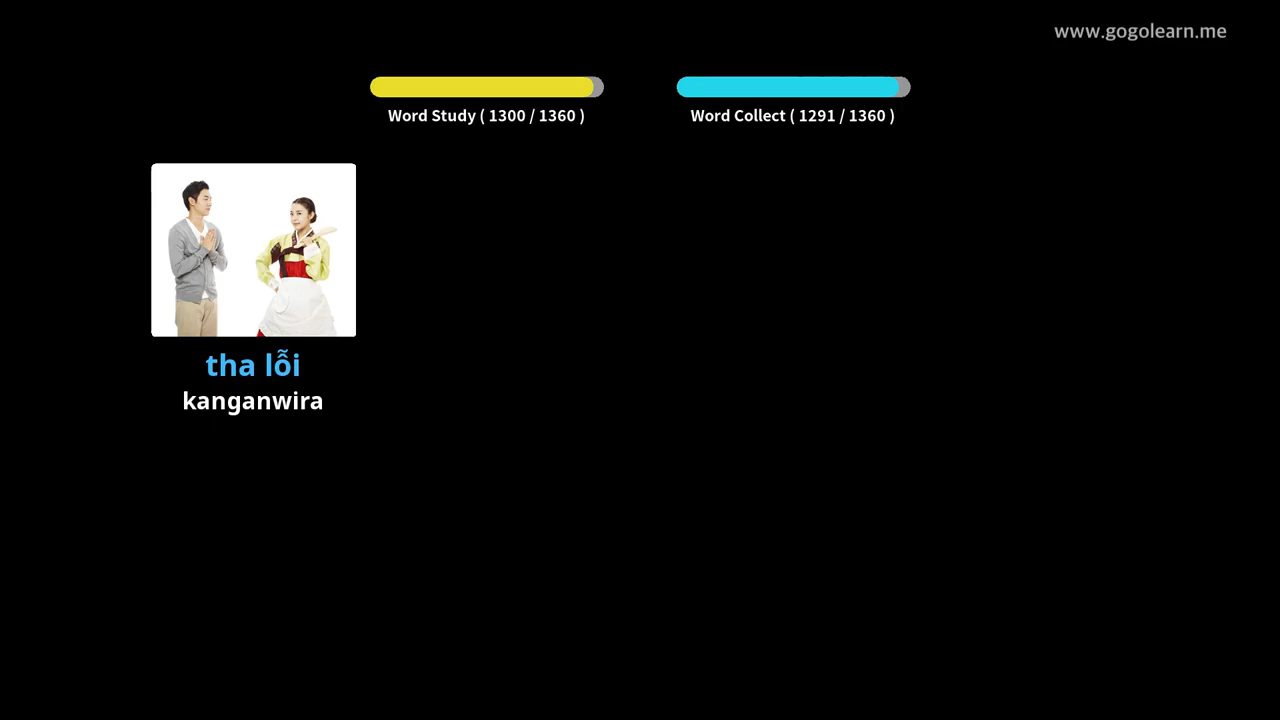 www.gogolearn.me
Word Study ( 1300 / 1360 )
Word Collect ( 1291 / 1360 )
tha lỗi
kanganwira